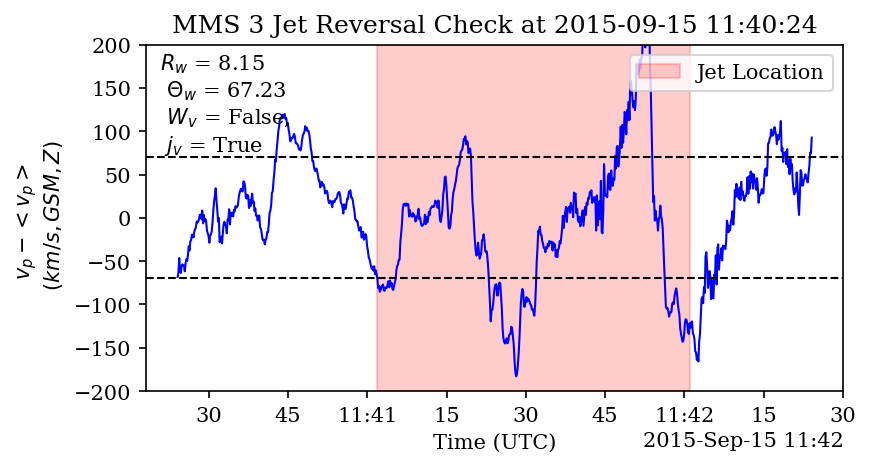 MMS 3 Jet Reversal Check at 2015-09-15 11:40:24
R_w = 8.15
Θ_w = 67.23
W_v = False,
j_v = True
Jet Location
v_p − <v_p>
(km/s, GSM, Z)
200
150
100
50
0
−50
−100
−150
−200
30 45 11:41 15 30 45 11:42 15 30
Time (UTC)
2015-Sep-15 11:42